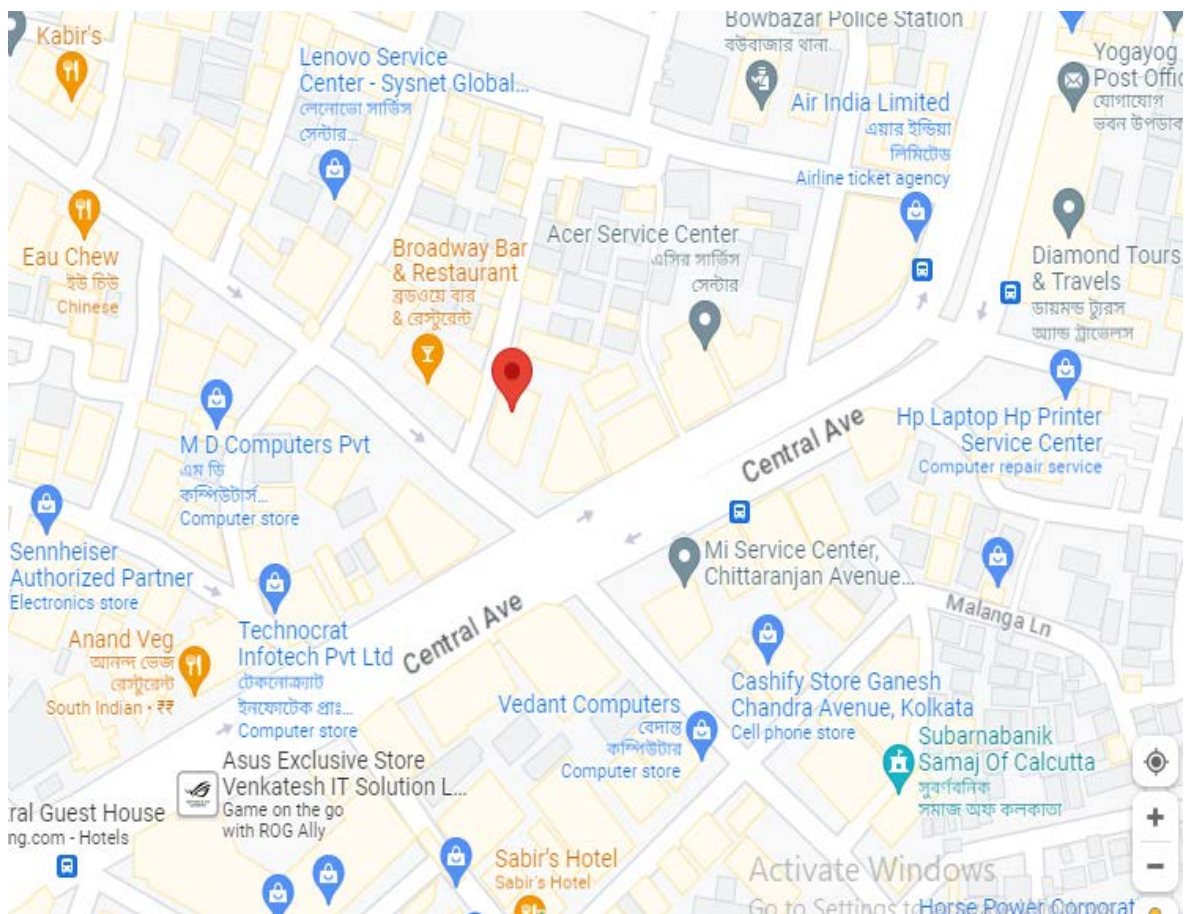 Kabir's
Lenovo Service
Center - Sysnet Global...
লেনোভো সার্ভিস
সেন্টার...
Bowbazar Police Station
বউবাজার থানা
Air India Limited
এয়ার ইন্ডিয়া
লিমিটেড
Airline ticket agency
Yogayog
Post Offic
যোগাযোগ
ভবন উপডাক
Eau Chew
ইউ চিউ
Chinese
Broadway Bar
& Restaurant
ব্রডওয়ে বার
& রেস্টুরেন্ট
Acer Service Center
এসির সার্ভিস
সেন্টার
Diamond Tours
& Travels
ডায়মন্ড ট্যুরস
অ্যান্ড ট্রাভেলস
M D Computers Pvt
এম ডি
কম্পিউটার্স...
Computer store
Central Ave
Hp Laptop Hp Printer
Service Center
Computer repair service
Sennheiser
Authorized Partner
Electronics store
Mi Service Center,
Chittaranjan Avenue...
Malanga Ln
Central Ave
Anand Veg
আনন্দ ভেজ
রেস্টুরেন্ট
South Indian · ₹₹
Technocrat
Infotech Pvt Ltd
টেকনোক্র্যাট
ইনফোটেক প্রাঃ...
Computer store
Vedant Computers
বেদান্ত
কম্পিউটার
Computer store
Cashify Store Ganesh
Chandra Avenue, Kolkata
Cell phone store
Subarnabanik
Samaj Of Calcutta
সুবর্ণবনিক
সমাজ অফ কলকাতা
Asus Exclusive Store
Venkatesh IT Solution L...
Game on the go
with ROG Ally
tral Guest House
ng.com - Hotels
Sabir's Hotel
Sabir's Hotel
Activate Windows
Go to Settings to
Horse Power Corporat